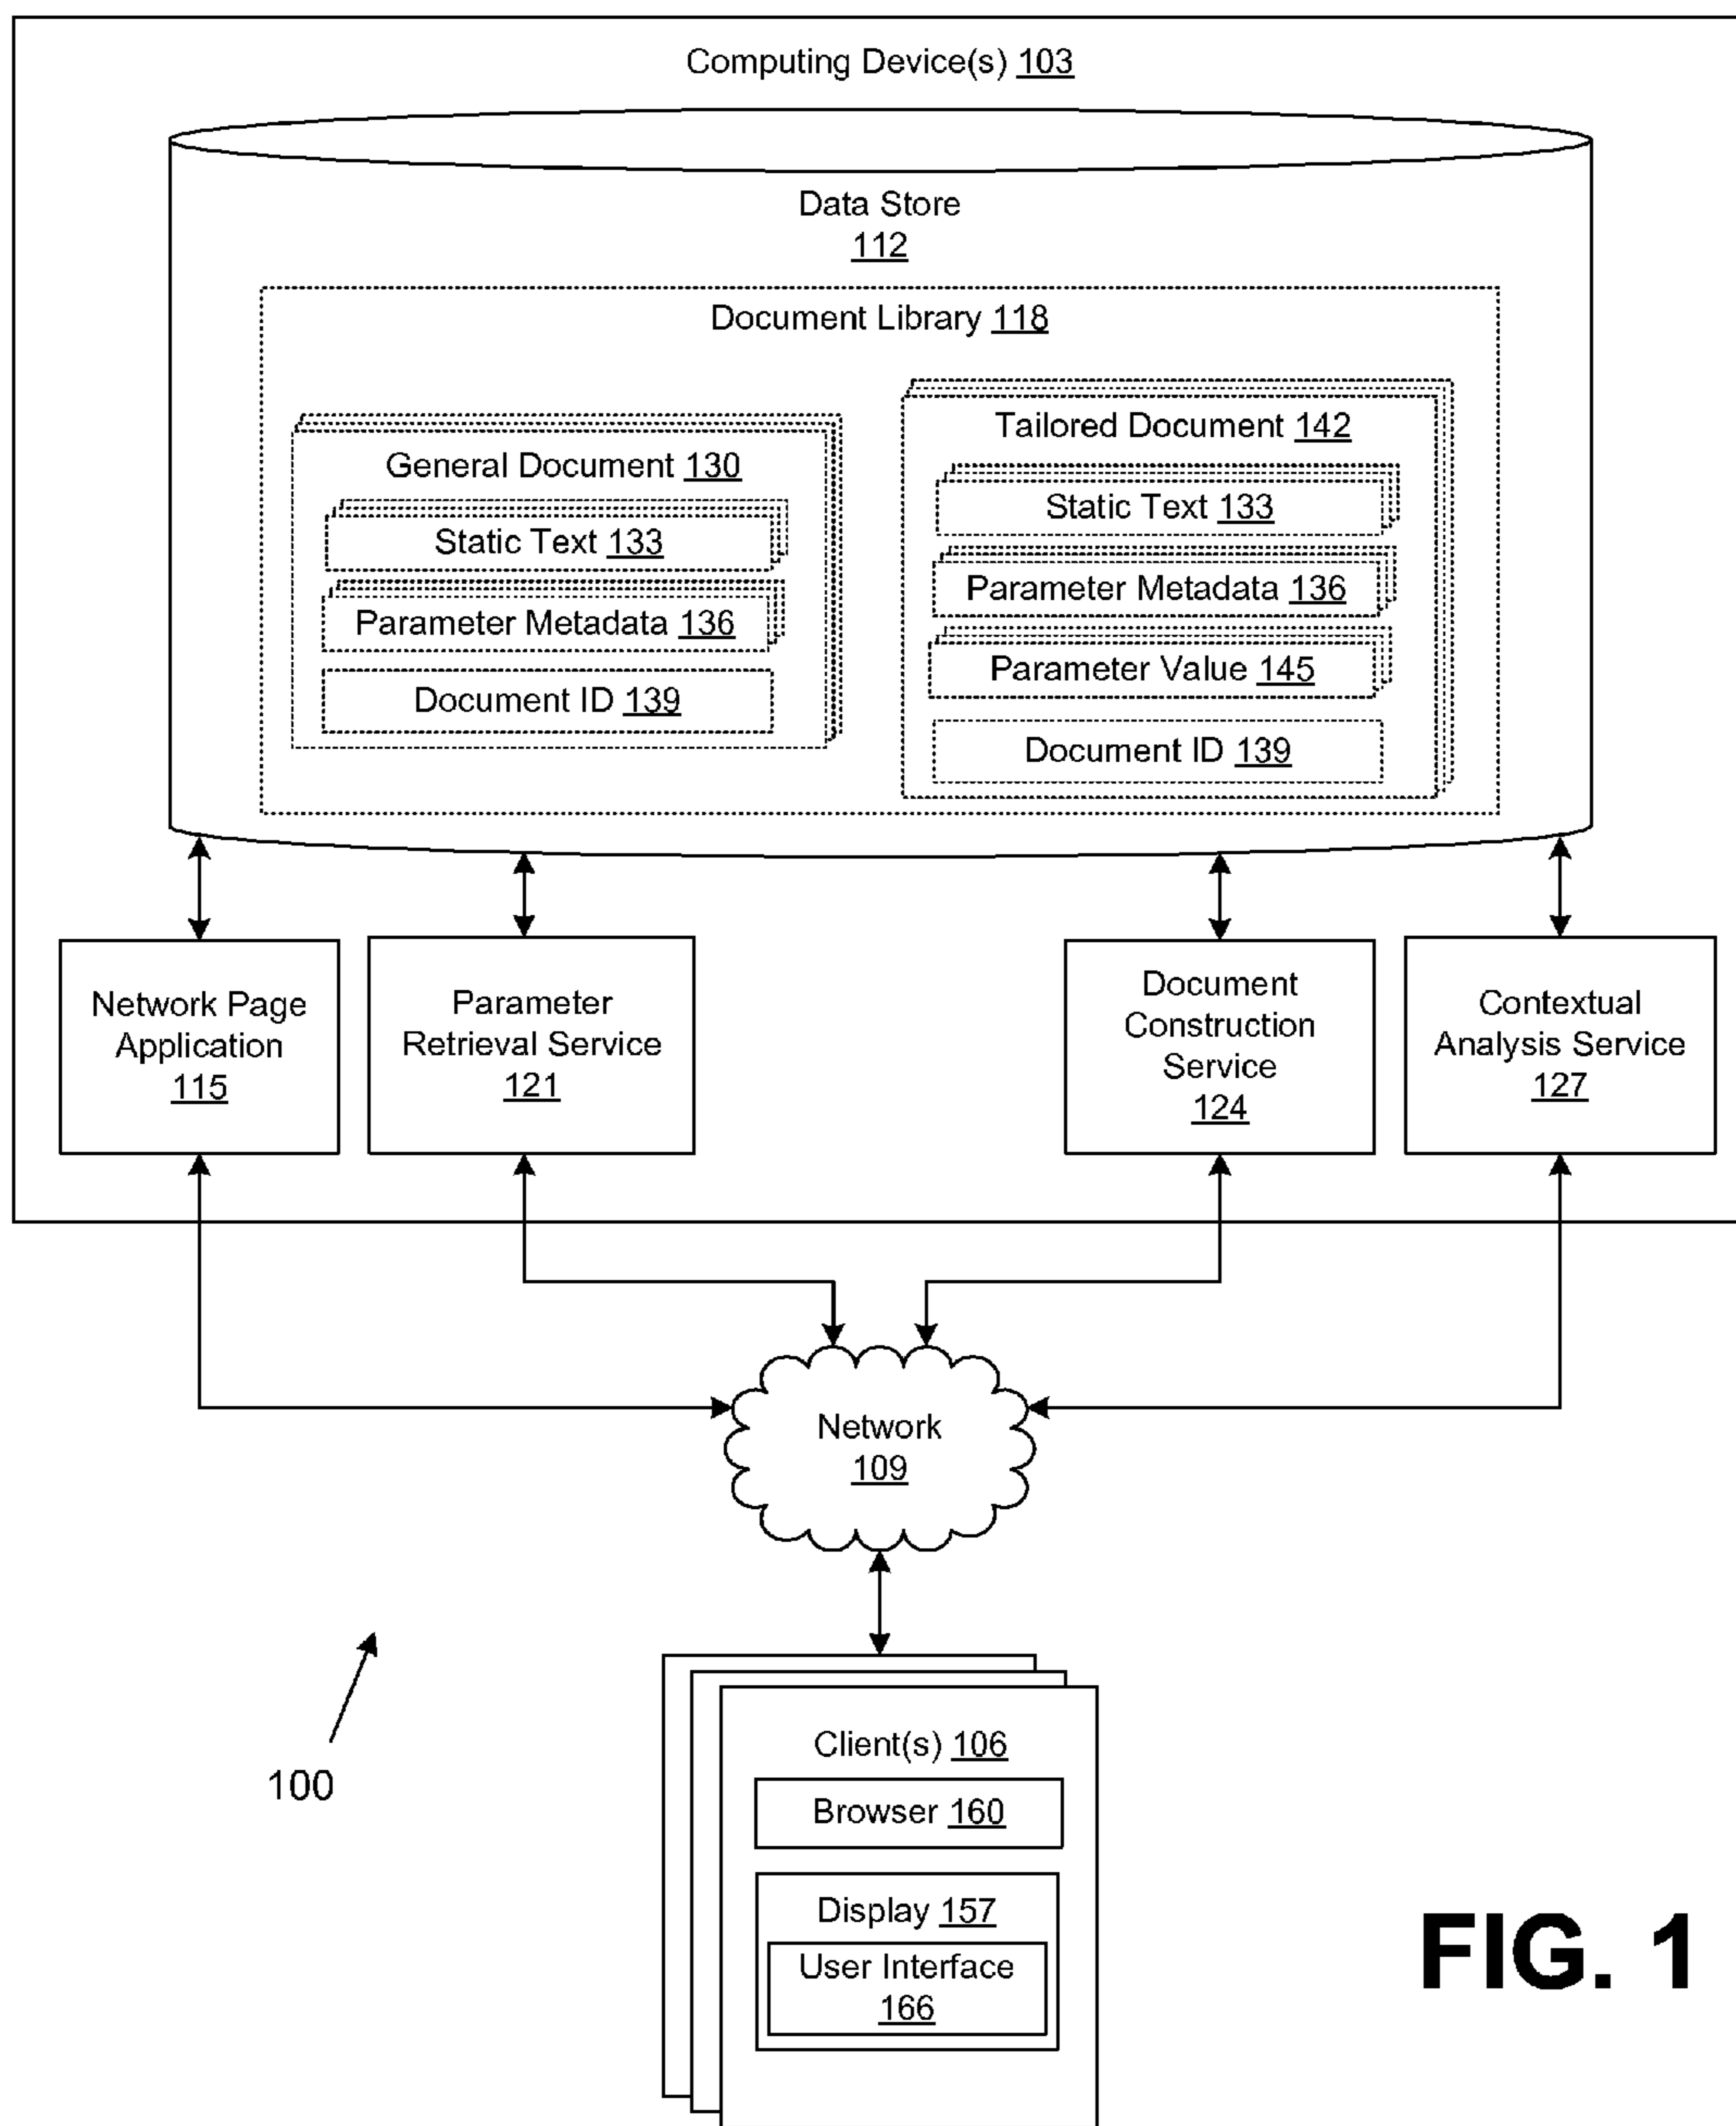 Computing Device(s) 103
Data Store
112
Document Library 118
General Document 130
Static Text 133
Parameter Metadata 136
Document ID 139
Tailored Document 142
Static Text 133
Parameter Metadata 136
Parameter Value 145
Document ID 139
Network Page
Application
115
Parameter
Retrieval Service
121
Document
Construction
Service
124
Contextual
Analysis Service
127
Network
109
100
Client(s) 106
Browser 160
Display 157
User Interface
166
FIG. 1